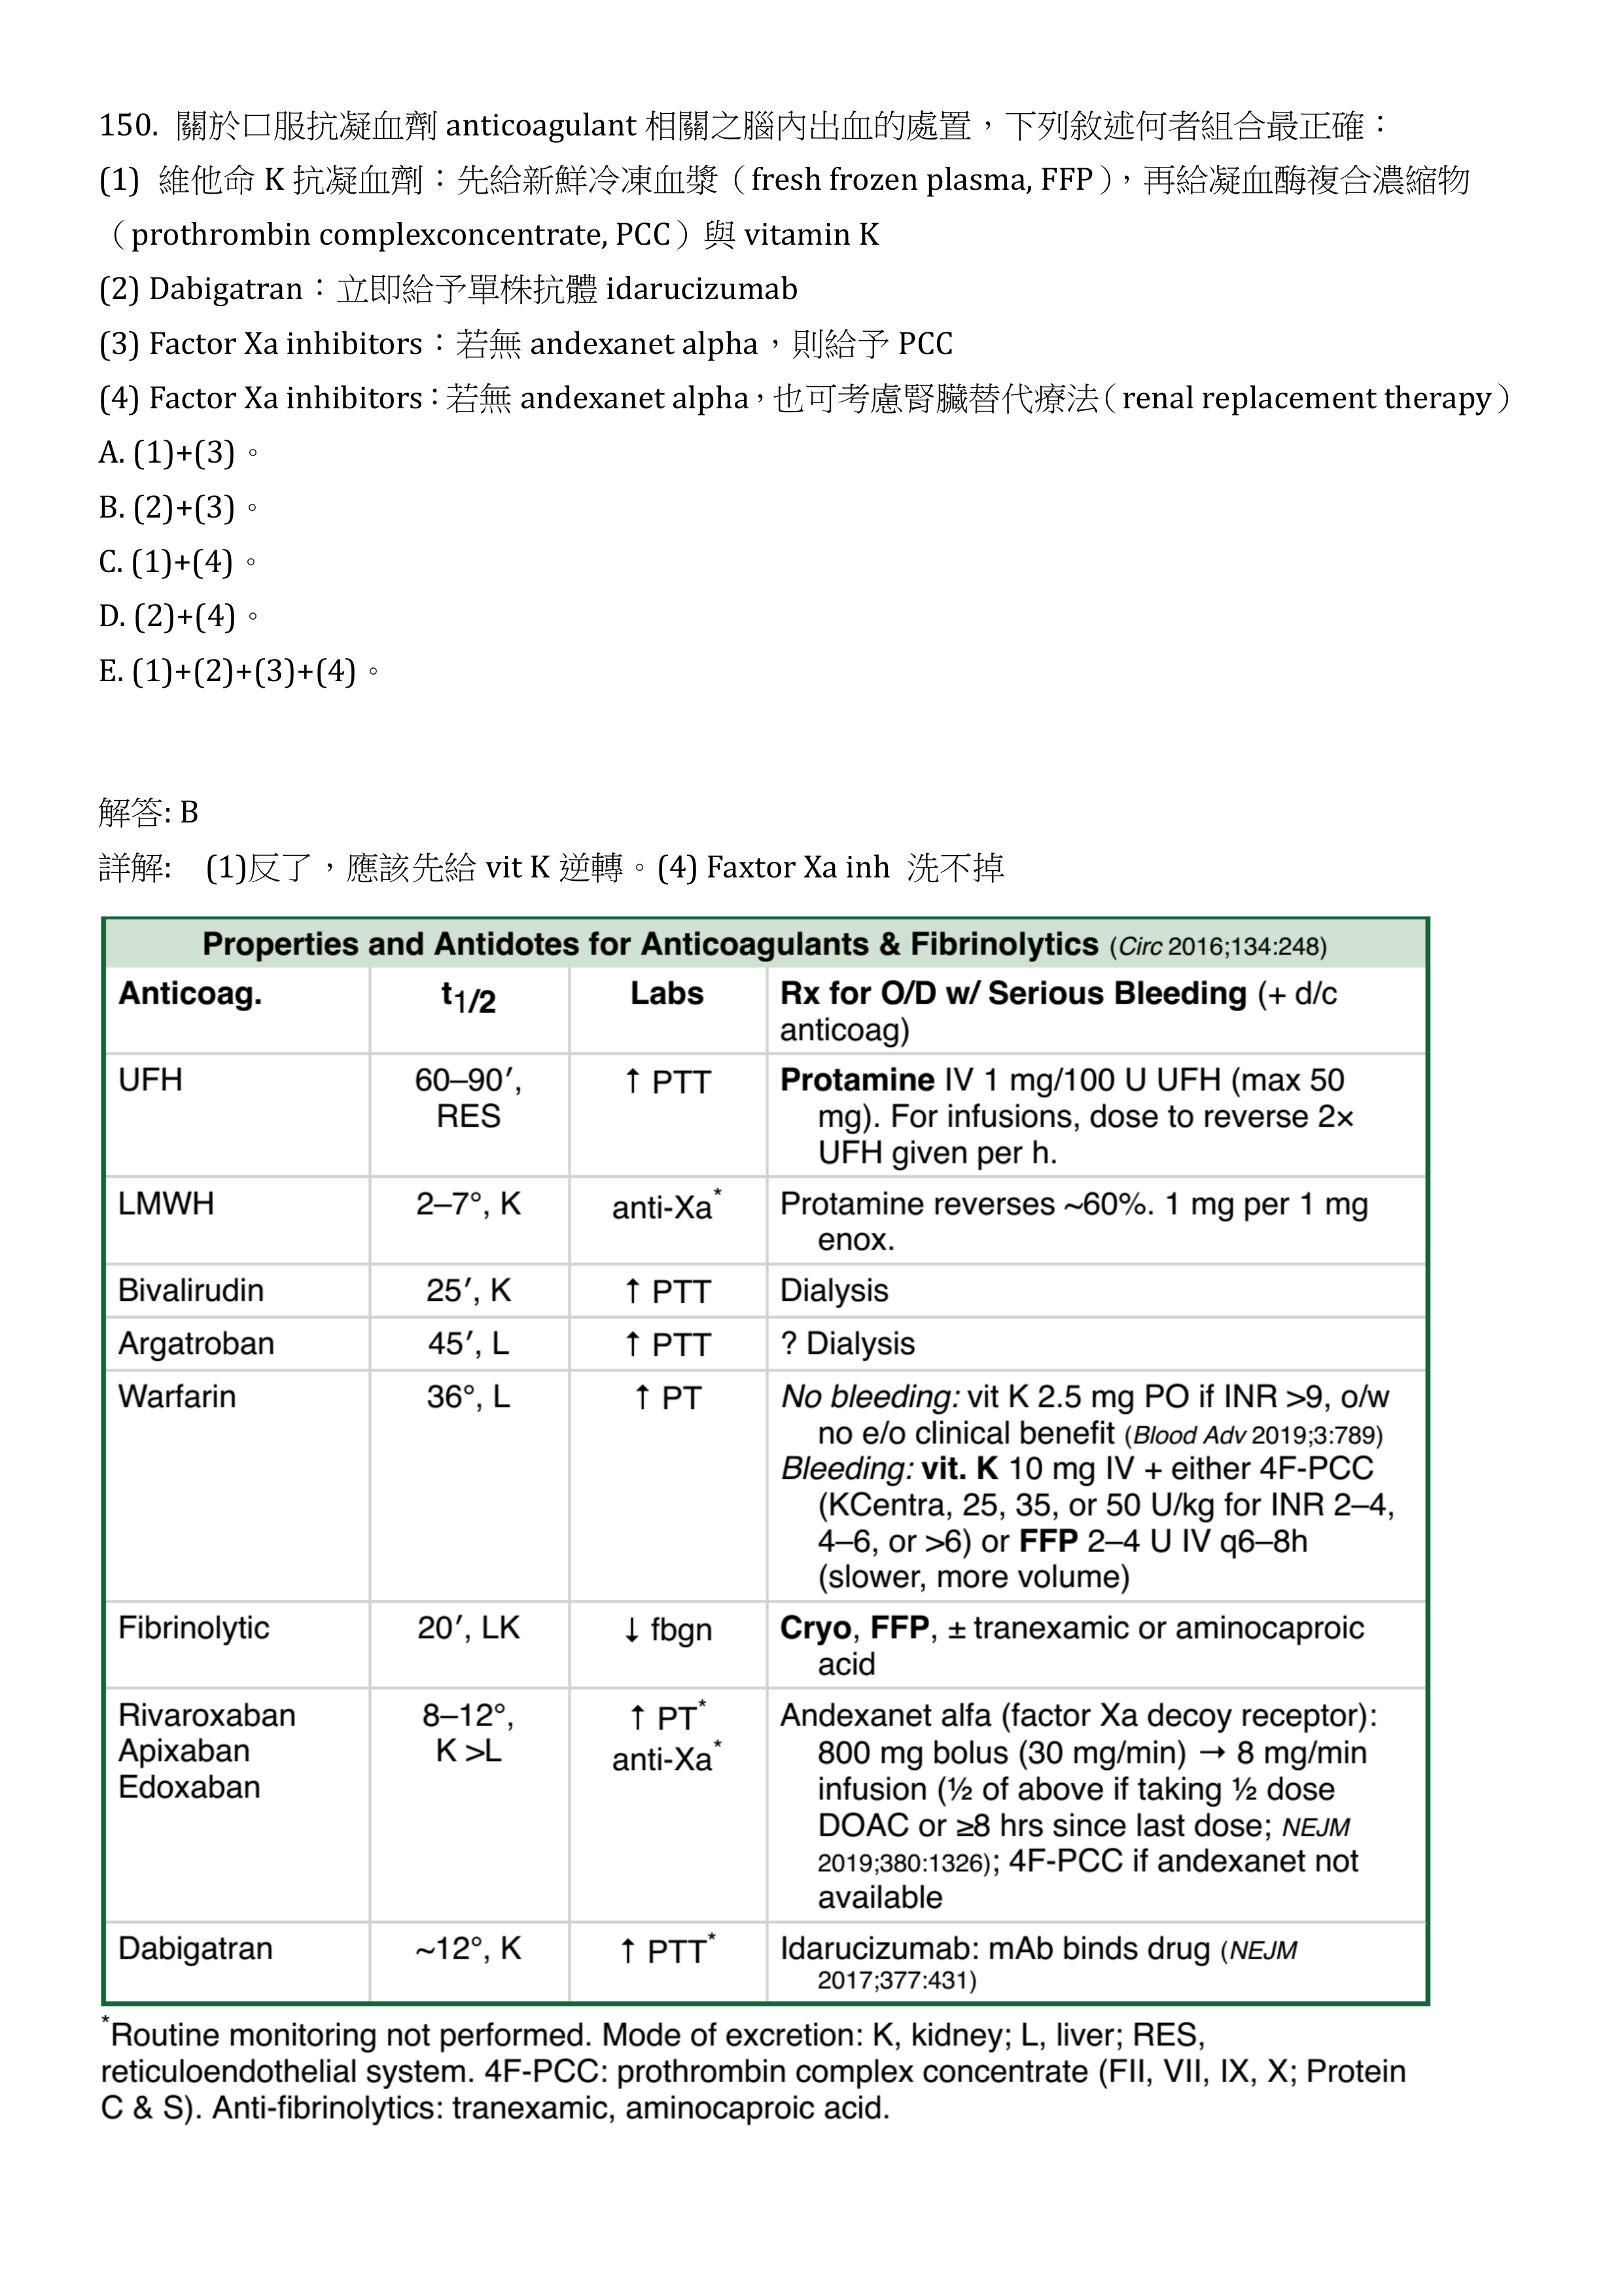 150. 關於口服抗凝血劑 anticoagulant 相關之腦內出血的處置，下列敘述何者組合最正確：
(1) 維他命 K 抗凝血劑：先給新鮮冷凍血漿（fresh frozen plasma, FFP），再給凝血酶複合濃縮物
（prothrombin complexconcentrate, PCC）與 vitamin K
(2) Dabigatran：立即給予單株抗體 idarucizumab
(3) Factor Xa inhibitors：若無 andexanet alpha，則給予 PCC
(4) Factor Xa inhibitors：若無 andexanet alpha，也可考慮腎臟替代療法（renal replacement therapy）
A. (1)+(3)。
B. (2)+(3)。
C. (1)+(4)。
D. (2)+(4)。
E. (1)+(2)+(3)+(4)。
解答: B
詳解: (1)反了，應該先給 vit K 逆轉。(4) Faxtor Xa inh 洗不掉
Properties and Antidotes for Anticoagulants & Fibrinolytics (Circ 2016;134:248)
Anticoag. t1/2 Labs Rx for O/D w/ Serious Bleeding (+ d/c
anticoag)
UFH 60–90′, ↑ PTT Protamine IV 1 mg/100 U UFH (max 50
RES mg). For infusions, dose to reverse 2×
UFH given per h.
LMWH 2–7°, K anti-Xa* Protamine reverses ~60%. 1 mg per 1 mg
enox.
Bivalirudin 25′, K ↑ PTT Dialysis
Argatroban 45′, L ↑ PTT ? Dialysis
Warfarin 36°, L ↑ PT No bleeding: vit K 2.5 mg PO if INR >9, o/w
no e/o clinical benefit (Blood Adv 2019;3:789)
Bleeding: vit. K 10 mg IV + either 4F-PCC
(KCentra, 25, 35, or 50 U/kg for INR 2–4,
4–6, or >6) or FFP 2–4 U IV q6–8h
(slower, more volume)
Fibrinolytic 20′, LK ↓ fbgn Cryo, FFP, ± tranexamic or aminocaproic
acid
Rivaroxaban 8–12°, ↑ PT* Andexanet alfa (factor Xa decoy receptor):
Apixaban K >L anti-Xa* 800 mg bolus (30 mg/min) → 8 mg/min
Edoxaban infusion (½ of above if taking ½ dose
DOAC or ≥8 hrs since last dose; NEJM
2019;380:1326); 4F-PCC if andexanet not
available
Dabigatran ~12°, K ↑ PTT* Idarucizumab: mAb binds drug (NEJM
2017;377:431)
*Routine monitoring not performed. Mode of excretion: K, kidney; L, liver; RES,
reticuloendothelial system. 4F-PCC: prothrombin complex concentrate (FII, VII, IX, X; Protein
C & S). Anti-fibrinolytics: tranexamic, aminocaproic acid.